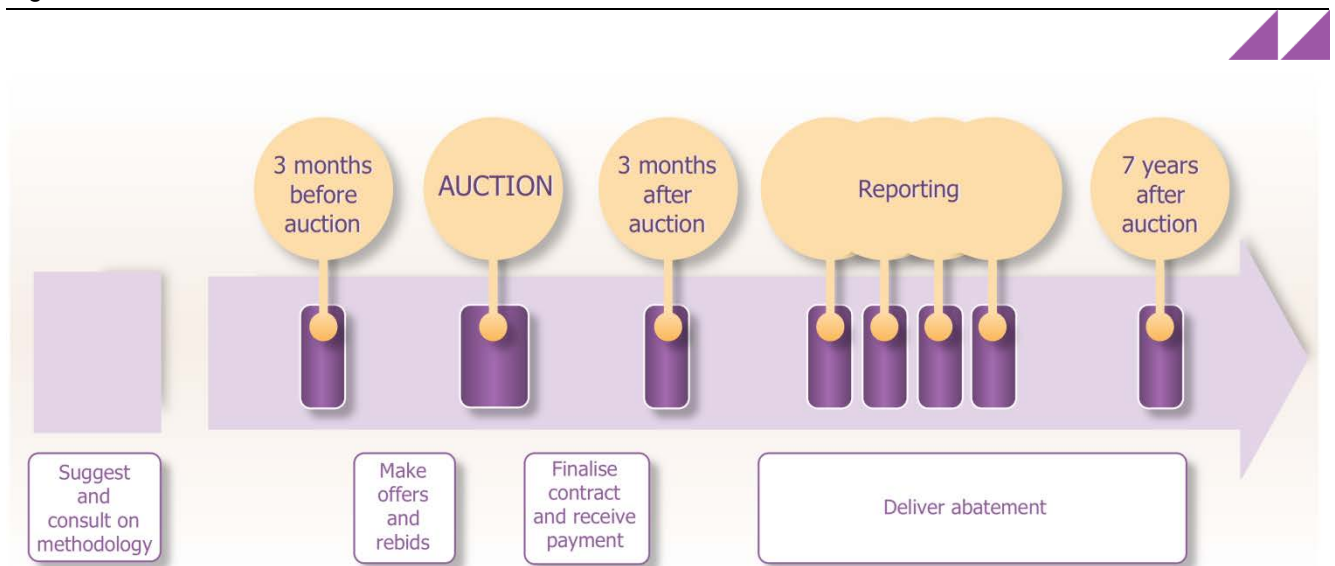 3 months
before
auction
AUCTION
3 months
after
auction
Reporting
7 years
after
auction
Suggest
and
consult on
methodology
Make
offers
and
rebids
Finalise
contract
and receive
payment
Deliver abatement